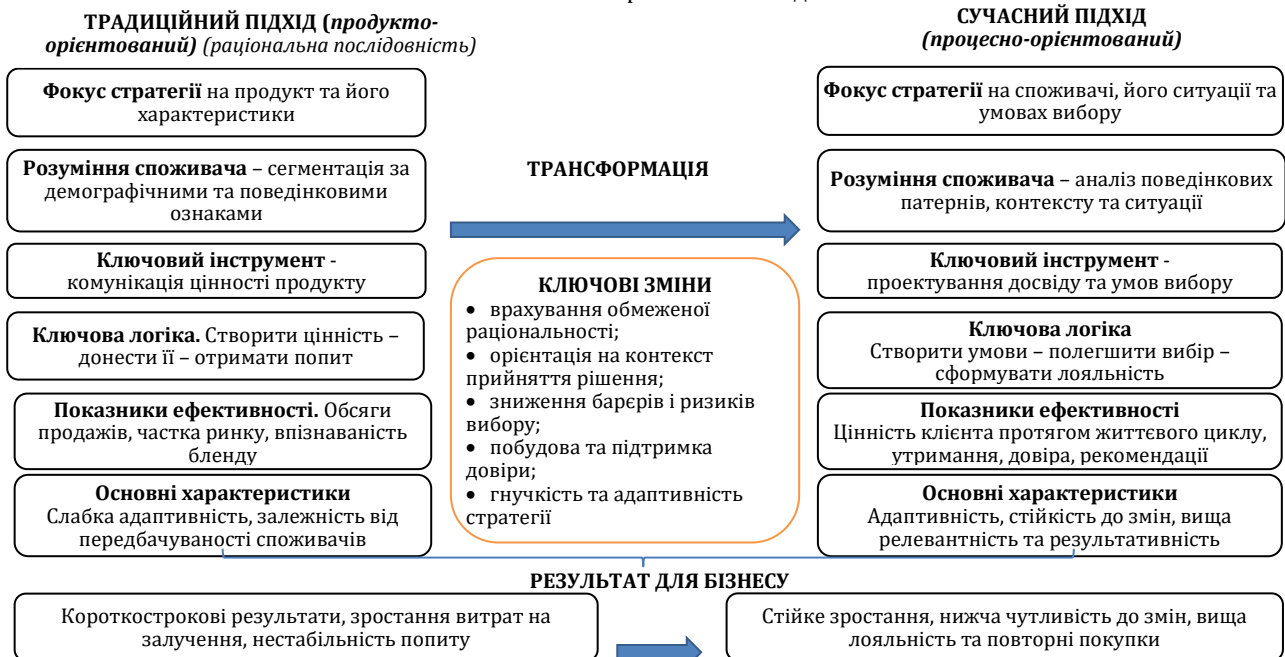 ТРАДИЦІЙНИЙ ПІДХІД (продукто-
орієнтований) (раціональна послідовність)
Фокус стратегії на продукт та його
характеристики
Розуміння споживача – сегментація за
демографічними та поведінковими
ознаками
Ключовий інструмент -
комунікація цінності продукту
Ключова логіка. Створити цінність –
донести її – отримати попит
Показники ефективності. Обсяги
продажів, частка ринку, впізнаваність
бленду
Основні характеристики
Слабка адаптивність, залежність від
передбачуваності споживачів
ТРАНСФОРМАЦІЯ
КЛЮЧОВІ ЗМІНИ
• врахування обмеженої
раціональності;
• орієнтація на контекст
прийняття рішення;
• зниження барєрів і ризиків
вибору;
• побудова та підтримка
довіри;
• гнучкість та адаптивність
стратегії
СУЧАСНИЙ ПІДХІД
(процесно-орієнтований)
Фокус стратегії на споживачі, його ситуації та
умовах вибору
Розуміння споживача – аналіз поведінкових
патернів, контексту та ситуації
Ключовий інструмент -
проектування досвіду та умов вибору
Ключова логіка
Створити умови – полегшити вибір –
сформувати лояльність
Показники ефективності
Цінність клієнта протягом життєвого циклу,
утримання, довіра, рекомендації
Основні характеристики
Адаптивність, стійкість до змін, вища
релевантність та результативність
РЕЗУЛЬТАТ ДЛЯ БІЗНЕСУ
Короткострокові результати, зростання витрат на
залучення, нестабільність попиту
Стійке зростання, нижча чутливість до змін, вища
лояльність та повторні покупки